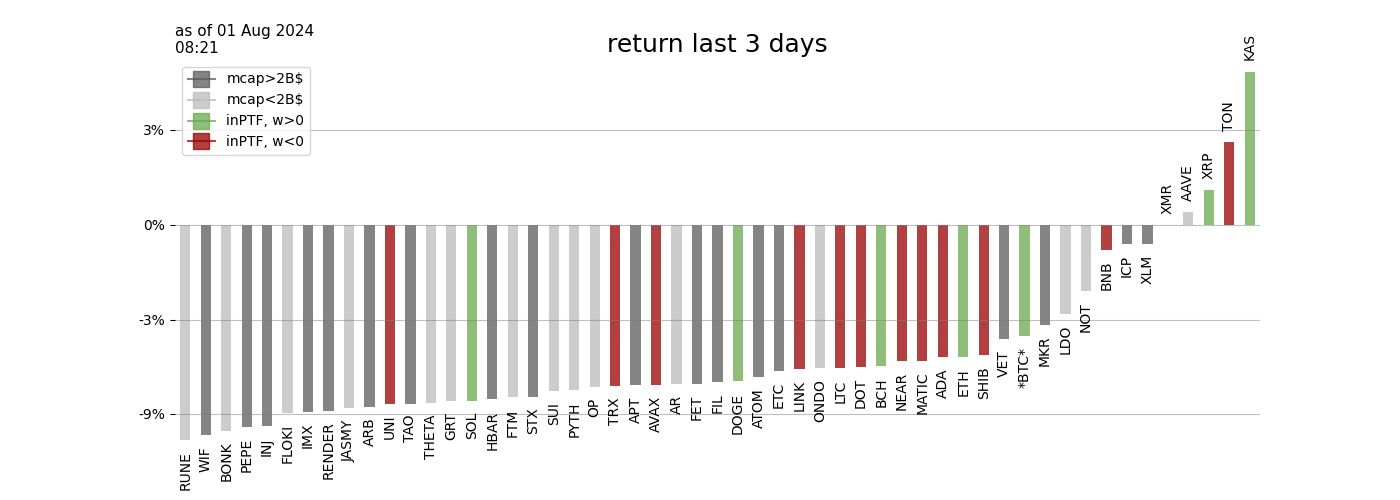 as of 01 Aug 2024
08:21
return last 3 days
mcap>2B$
mcap<2B$
inPTF, w>0
inPTF, w<0
3%
0%
-3%
-9%
RUNE
WIF
BONK
PEPE
INJ
FLOKI
IMX
RENDER
JASMY
ARB
UNI
TAO
THETA
GRT
SOL
HBAR
FTM
STX
SUI
PYTH
OP
TRX
APT
AVAX
AR
FET
FIL
DOGE
ATOM
ETC
LINK
ONDO
LTC
DOT
BCH
NEAR
MATIC
ADA
ETH
SHIB
VET
*BTC*
MKR
LDO
NOT
BNB
ICP
XLM
XMR
AAVE
XRP
TON
KAS